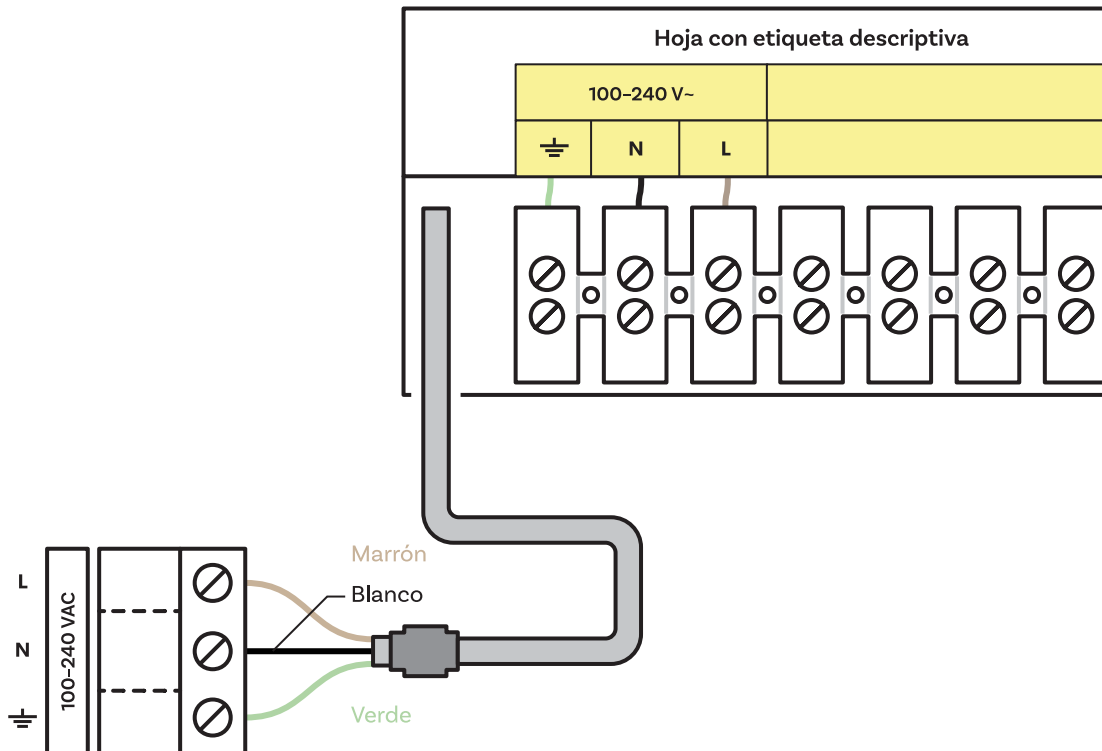 Hoja con etiqueta descriptiva
100–240 V~
N
L
Marrón
L
Blanco
100–240 VAC
N
Verde